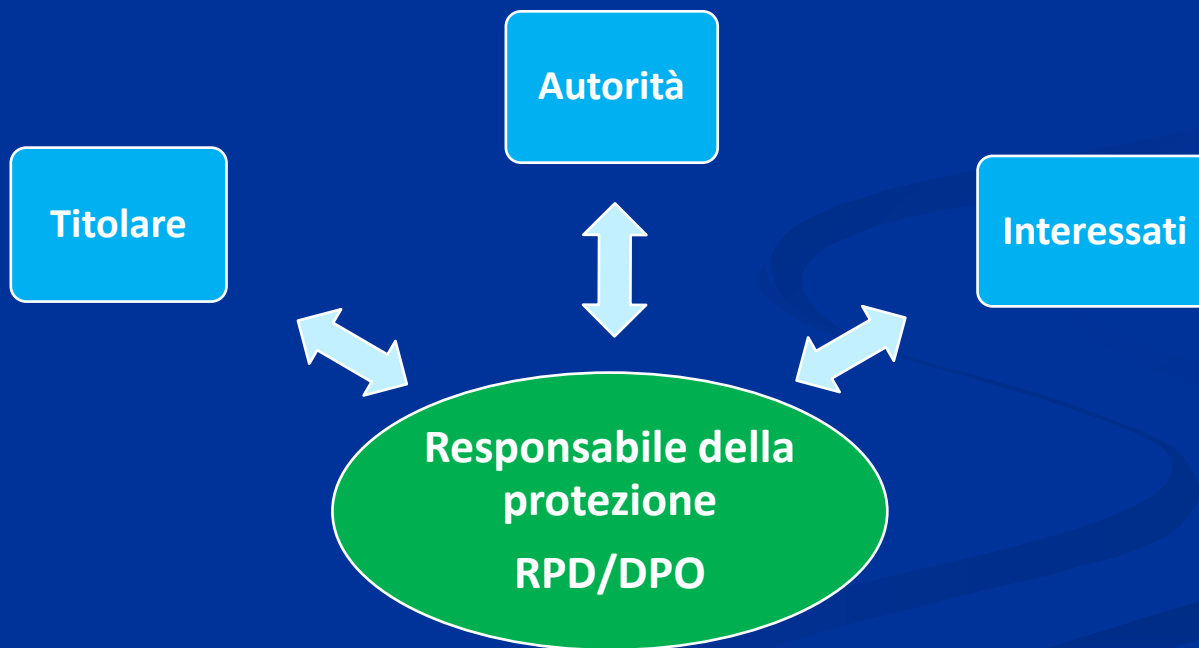 Autorità
Titolare
Interessati
Responsabile della
protezione
RPD/DPO